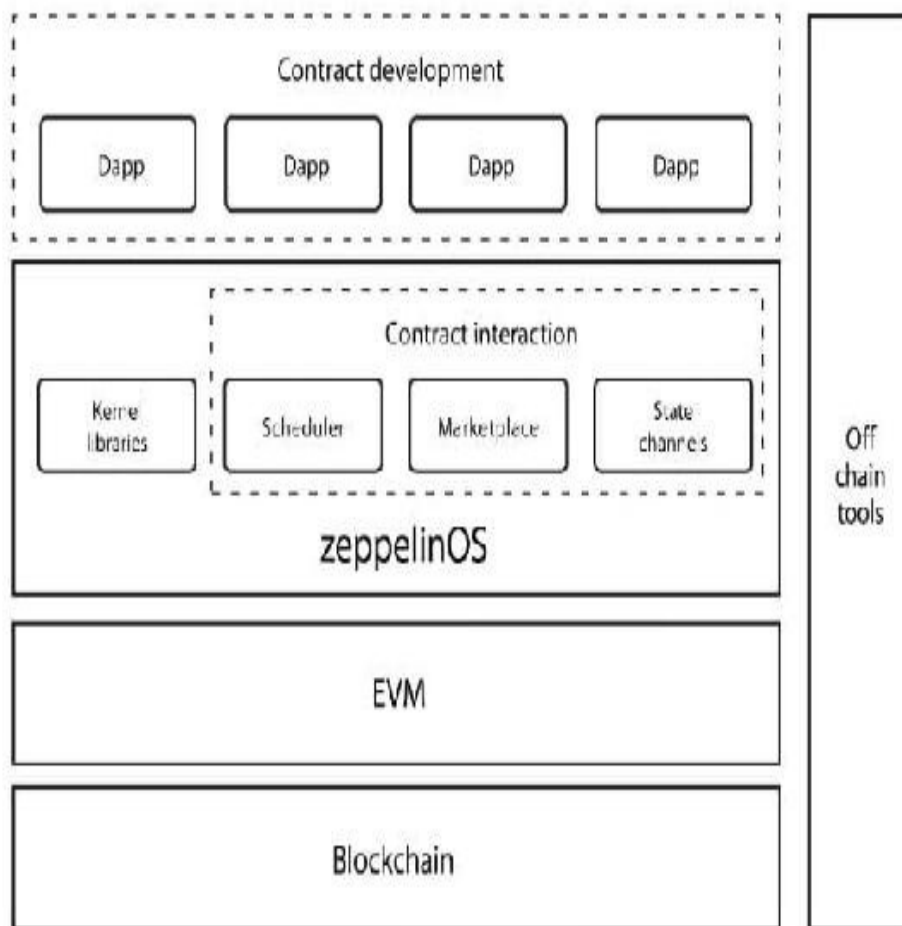 Contract development
Dapp Dapp Dapp Dapp
Contract interaction
Kernel
libraries
Scheduler
Marketplace
State
channels
zeppelinOS
EVM
Blockchain
Off
chain
tools